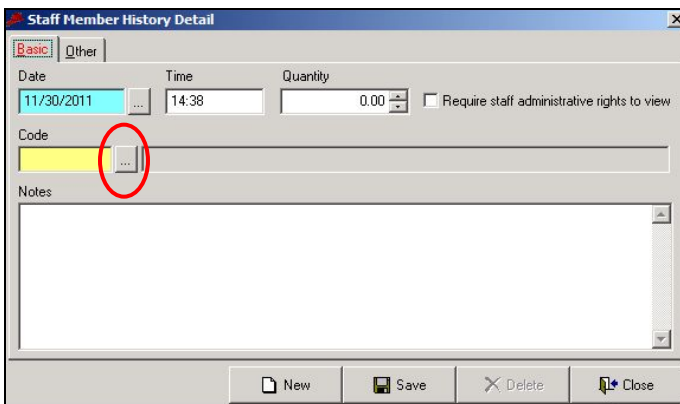 Staff Member History Detail
Basic Other
Date Time Quantity
11/30/2011 ... 14:38 0.00 Require staff administrative rights to view
Code
...
Notes
New Save Delete Close